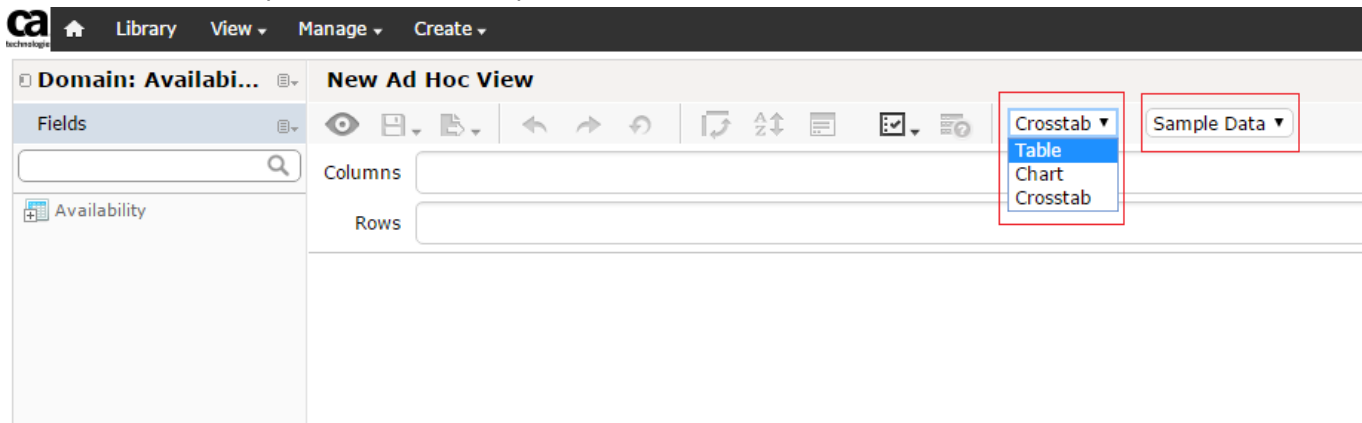 ca Library View Manage Create
technologies
Domain: Availabi... New Ad Hoc View
Fields Crosstab Sample Data
Table
Columns
Chart
Crosstab
Availability
Rows